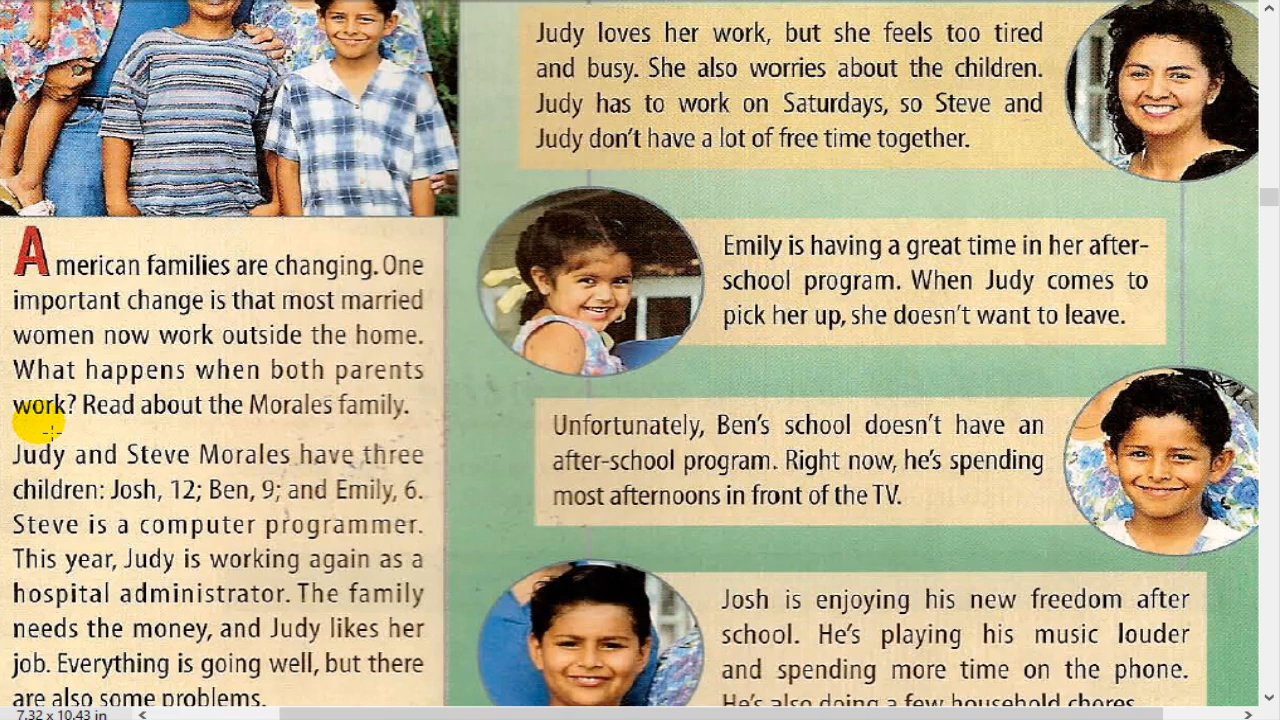 American families are changing. One
important change is that most married
women now work outside the home.
What happens when both parents
work? Read about the Morales family.
Judy and Steve Morales have three
children: Josh, 12; Ben, 9; and Emily, 6.
Steve is a computer programmer.
This year, Judy is working again as a
hospital administrator. The family
needs the money, and Judy likes her
job. Everything is going well, but there
are also some problems.
Judy loves her work, but she feels too tired
and busy. She also worries about the children.
Judy has to work on Saturdays, so Steve and
Judy don't have a lot of free time together.
Emily is having a great time in her after-
school program. When Judy comes to
pick her up, she doesn't want to leave.
Unfortunately, Ben's school doesn't have an
after-school program. Right now, he's spending
most afternoons in front of the TV.
Josh is enjoying his new freedom after
school. He's playing his music louder
and spending more time on the phone.
He's also doing a few household chores.
7.32 x 10.43 in